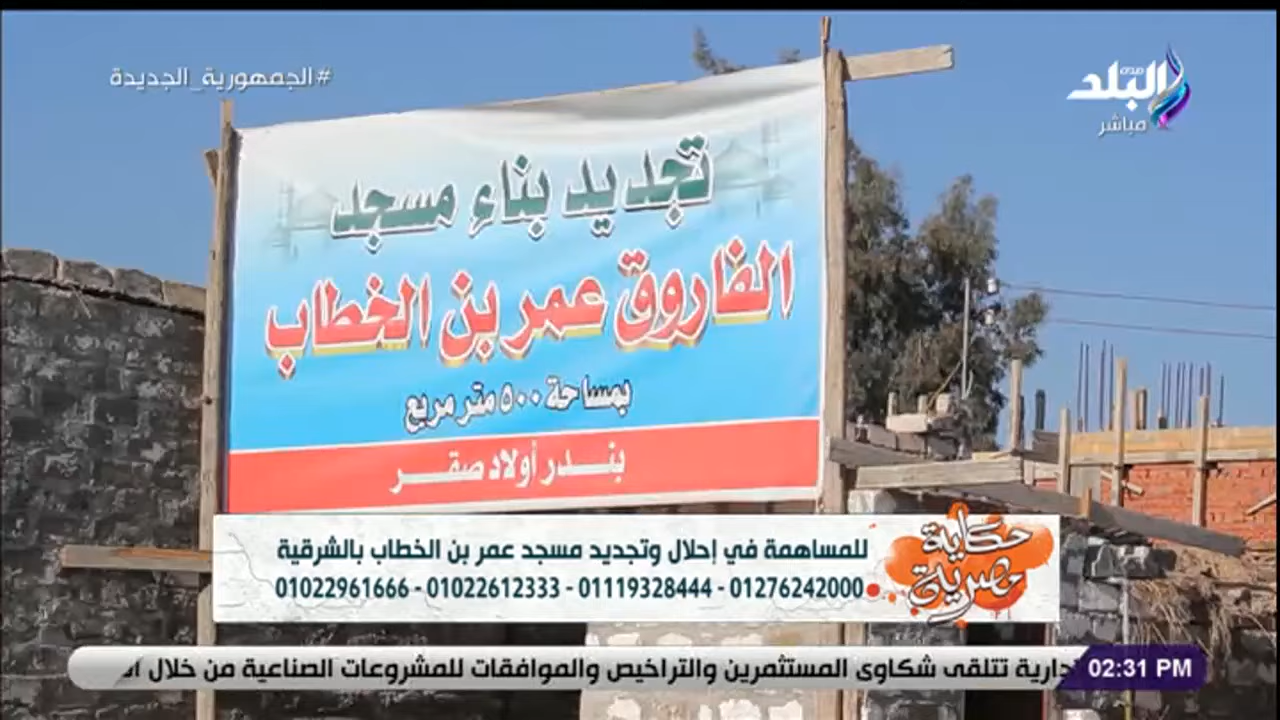 #الجمهورية_الجديدة
صدى البلد
مباشر
تجديد بناء مسجد
الفاروق عمر بن الخطاب
بمساحة ٥٠٠ متر مربع
بندر أولاد صقر
حكاية
مصرية
للمساهمة في إحلال وتجديد مسجد عمر بن الخطاب بالشرقية
01022961666 - 01022612333 - 01119328444 - 01276242000
تتلقى شكاوى المستثمرين والتراخيص والموافقات للمشروعات الصناعية من خلال
02:31 PM